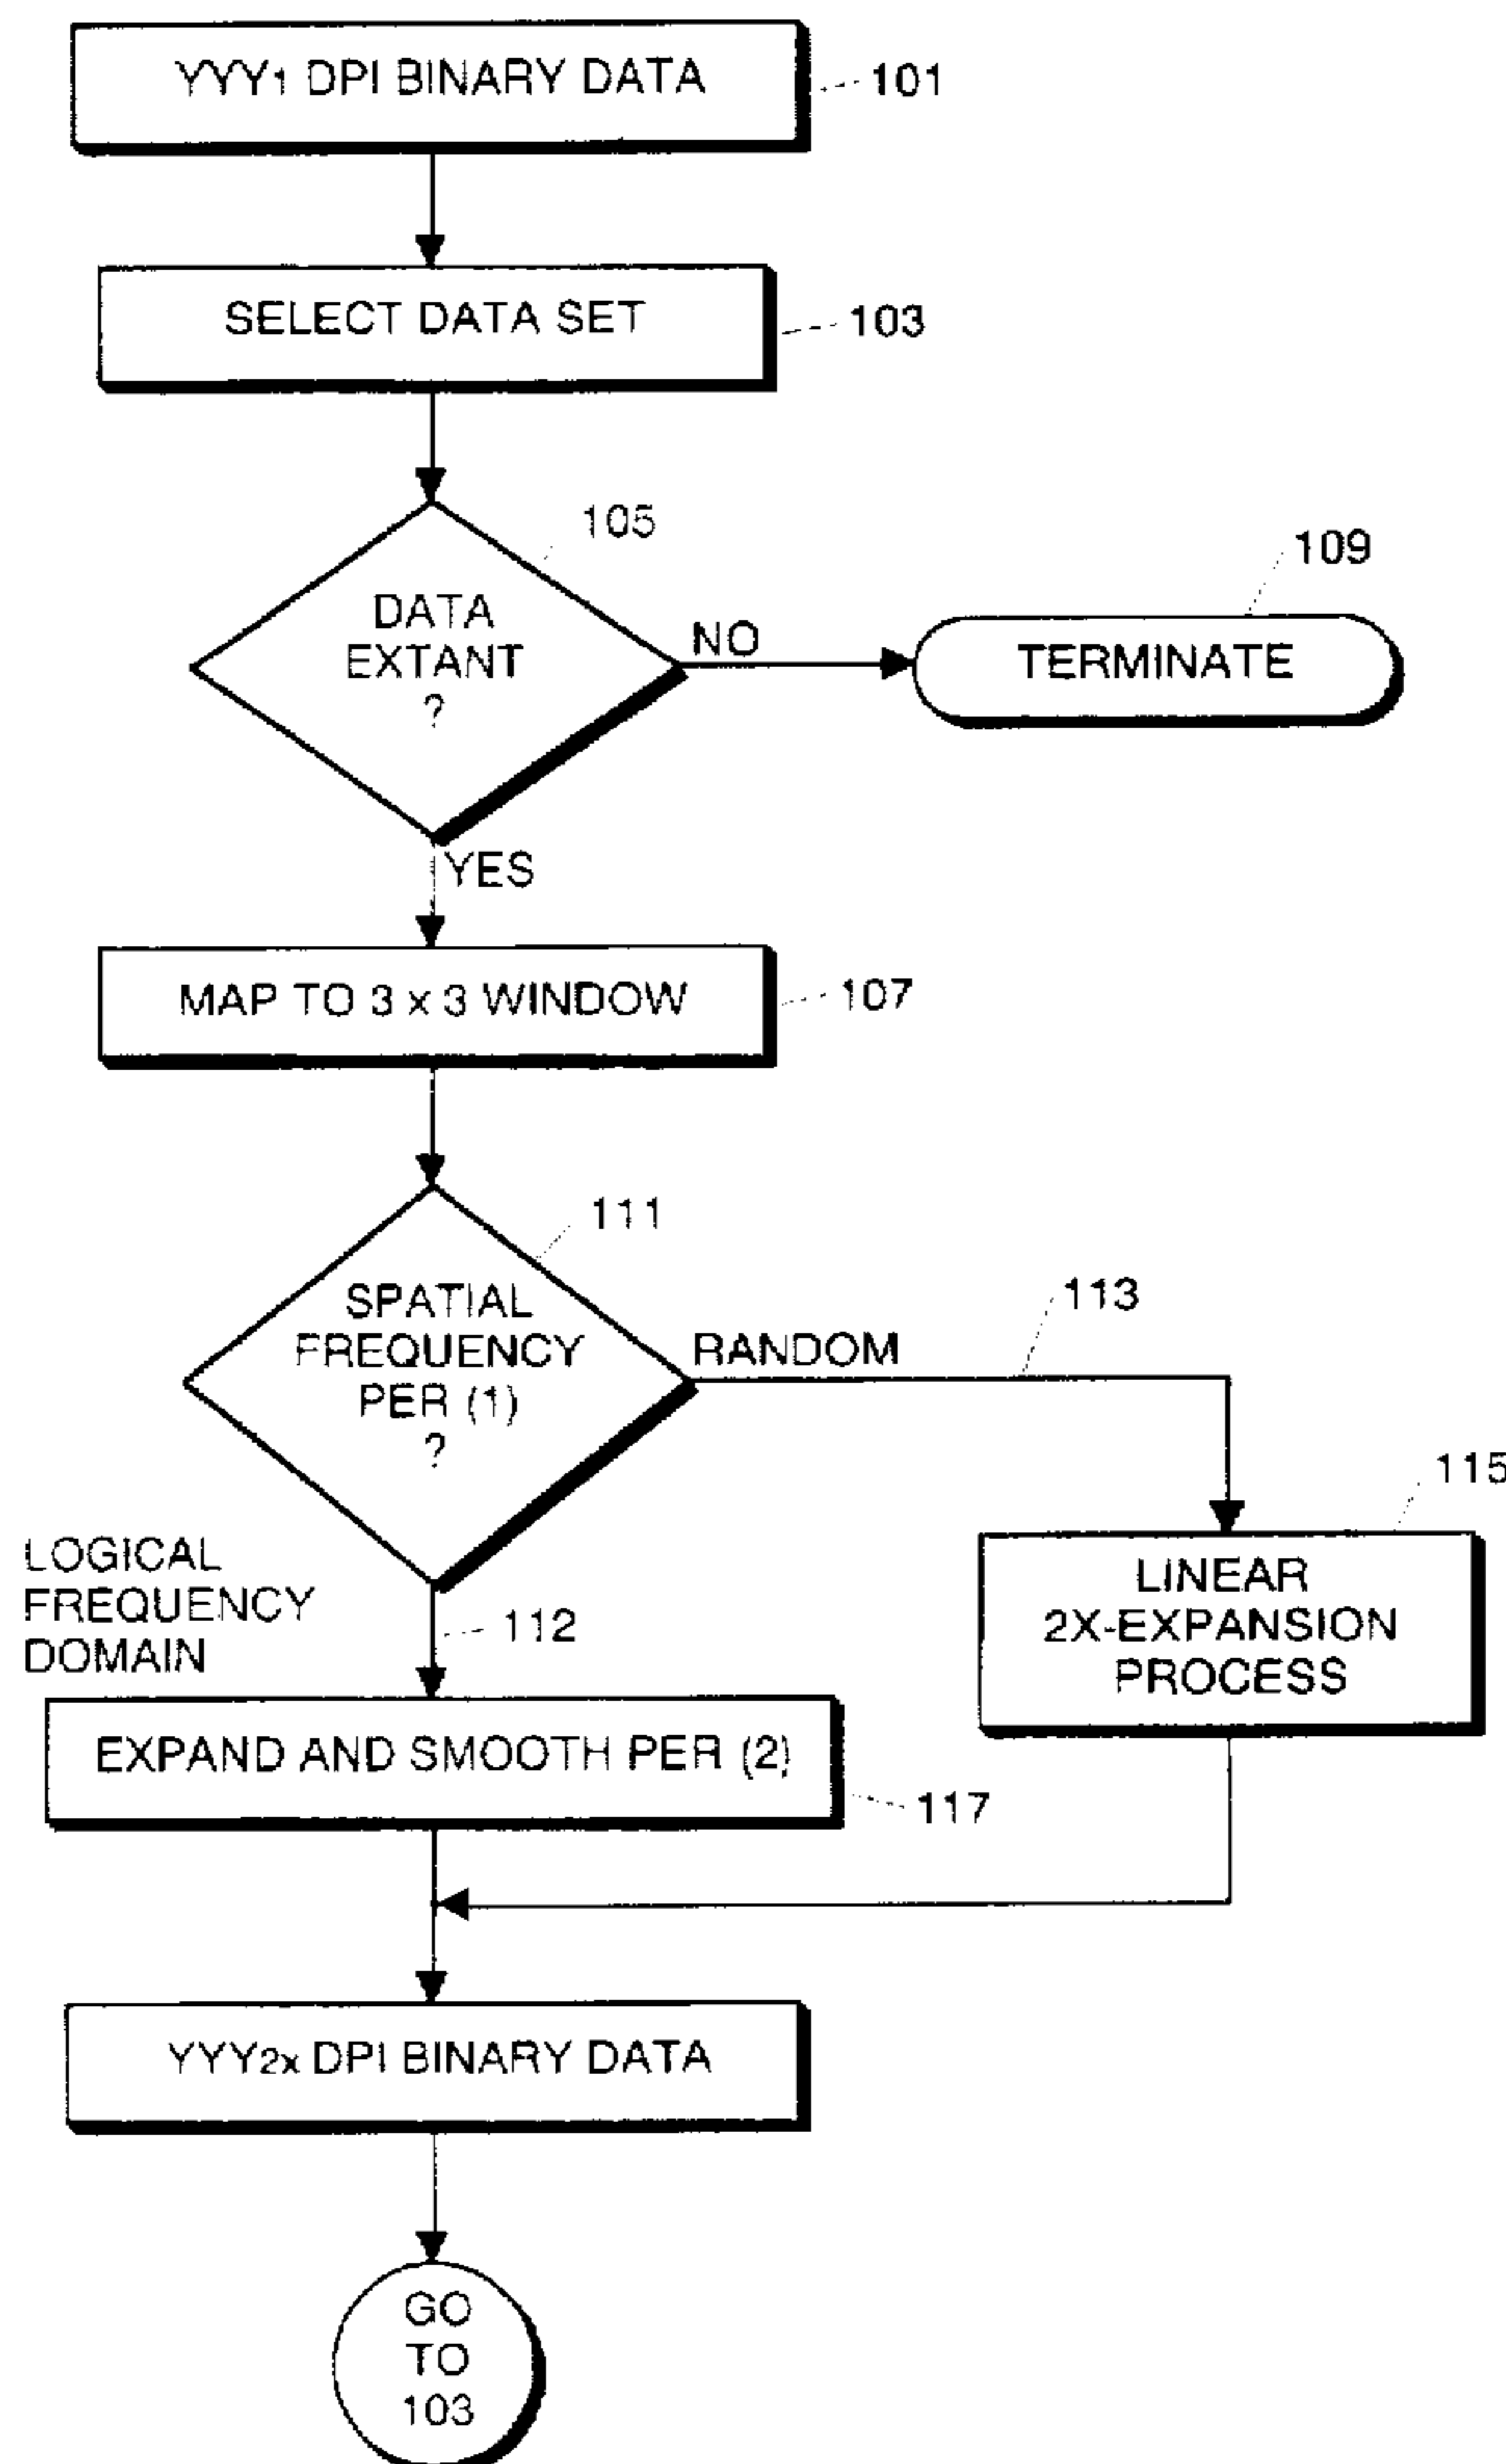 YYY1 DPI BINARY DATA
101
SELECT DATA SET
103
105
DATA
EXTANT
?
NO
109
TERMINATE
YES
MAP TO 3 x 3 WINDOW
107
111
SPATIAL
FREQUENCY
PER (1)
?
RANDOM
113
115
LINEAR
2X-EXPANSION
PROCESS
LOGICAL
FREQUENCY
DOMAIN
112
EXPAND AND SMOOTH PER (2)
117
YYY2x DPI BINARY DATA
GO
TO
103